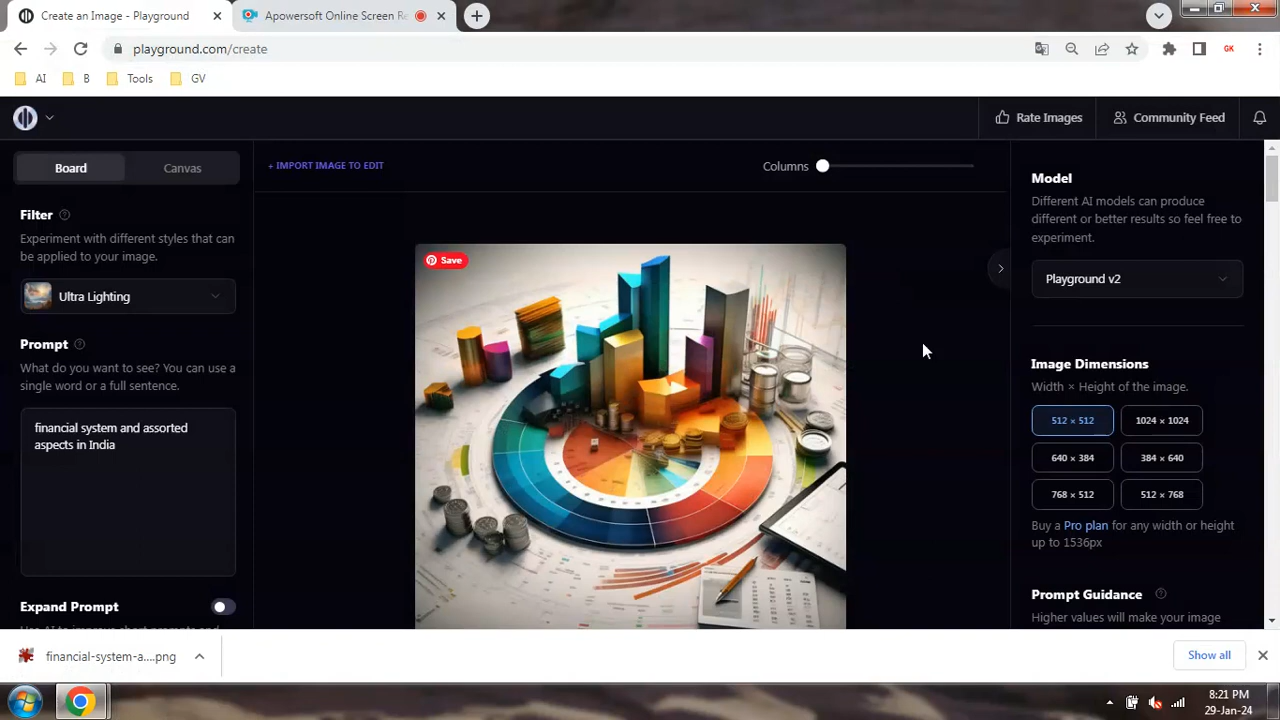 Create an Image - Playground
Apowersoft Online Screen Re
playground.com/create
GK
AI
B
Tools
GV
Rate Images
Community Feed
Board
Canvas
+ IMPORT IMAGE TO EDIT
Columns
Filter
Experiment with different styles that can
be applied to your image.
Ultra Lighting
Prompt
What do you want to see? You can use a
single word or a full sentence.
financial system and assorted
aspects in India
Expand Prompt
Save
Model
Different AI models can produce
different or better results so feel free to
experiment.
Playground v2
Image Dimensions
Width × Height of the image.
512 × 512
1024 × 1024
640 × 384
384 × 640
768 × 512
512 × 768
Buy a Pro plan for any width or height
up to 1536px
Prompt Guidance
Higher values will make your image
financial-system-a....png
Show all
8:21 PM
29-Jan-24